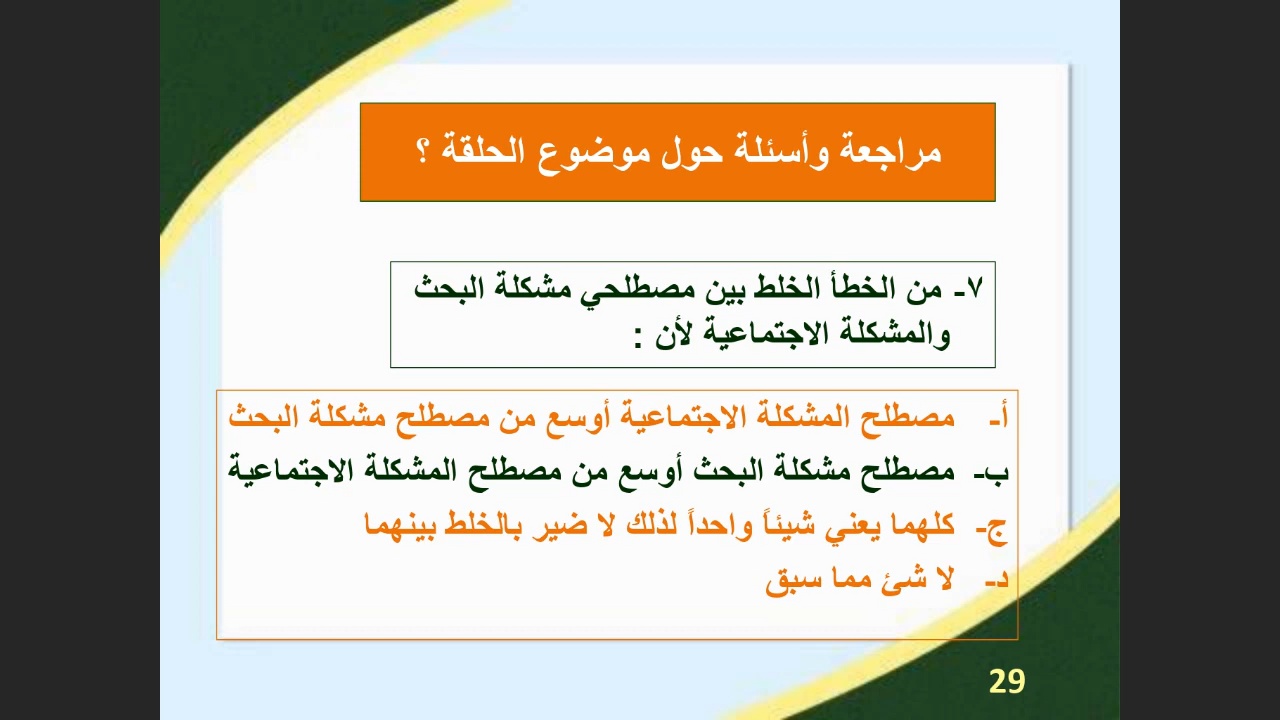 مراجعة وأسئلة حول موضوع الحلقة ؟
٧- من الخطأ الخلط بين مصطلحي مشكلة البحث
والمشكلة الاجتماعية لأن :
أ- مصطلح المشكلة الاجتماعية أوسع من مصطلح مشكلة البحث
ب- مصطلح مشكلة البحث أوسع من مصطلح المشكلة الاجتماعية
ج- كلهما يعني شيئاً واحداً لذلك لا ضير بالخلط بينهما
د- لا شئ مما سبق
29